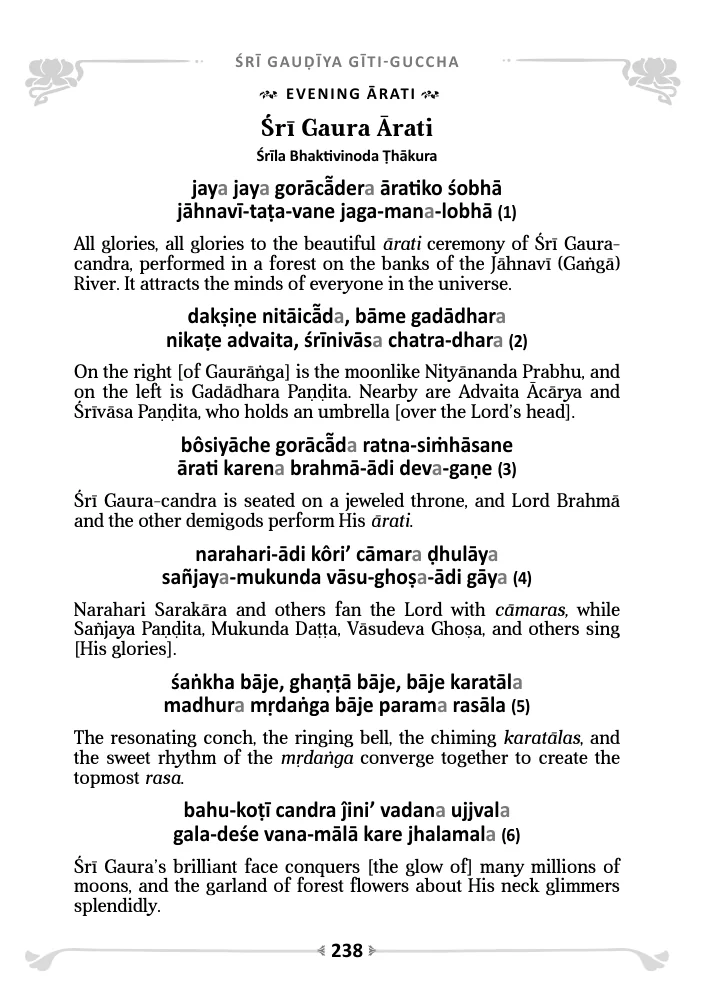 ŚRĪ GAUḌĪYA GĪTI-GUCCHA
EVENING ĀRATI
Śrī Gaura Ārati
Śrīla Bhaktivinoda Ṭhākura
jaya jaya gorācā̃dera āratiko śobhā
jāhnavī-taṭa-vane jaga-mana-lobhā (1)
All glories, all glories to the beautiful ārati ceremony of Śrī Gaura-
candra, performed in a forest on the banks of the Jāhnavī (Gaṅgā)
River. It attracts the minds of everyone in the universe.
dakṣiṇe nitāicā̃da, bāme gadādhara
nikaṭe advaita, śrīnivāsa chatra-dhara (2)
On the right [of Gaurāṅga] is the moonlike Nityānanda Prabhu, and
on the left is Gadādhara Paṇḍita. Nearby are Advaita Ācārya and
Śrīvāsa Paṇḍita, who holds an umbrella [over the Lord's head].
bôsiyāche gorācā̃da ratna-siṁhāsane
ārati karena brahmā-ādi deva-gaṇe (3)
Śrī Gaura-candra is seated on a jeweled throne, and Lord Brahmā
and the other demigods perform His ārati.
narahari-ādi kôri' cāmara ḍhulāya
sañjaya-mukunda vāsu-ghoṣa-ādi gāya (4)
Narahari Sarakāra and others fan the Lord with cāmaras, while
Sañjaya Paṇḍita, Mukunda Daṭṭa, Vāsudeva Ghoṣa, and others sing
[His glories].
śaṅkha bāje, ghaṇṭā bāje, bāje karatāla
madhura mṛdaṅga bāje parama rasāla (5)
The resonating conch, the ringing bell, the chiming karatālas, and
the sweet rhythm of the mṛdaṅga converge together to create the
topmost rasa.
bahu-koṭī candra ĵini' vadana ujjvala
gala-deśe vana-mālā kare jhalamala (6)
Śrī Gaura's brilliant face conquers [the glow of] many millions of
moons, and the garland of forest flowers about His neck glimmers
splendidly.
238